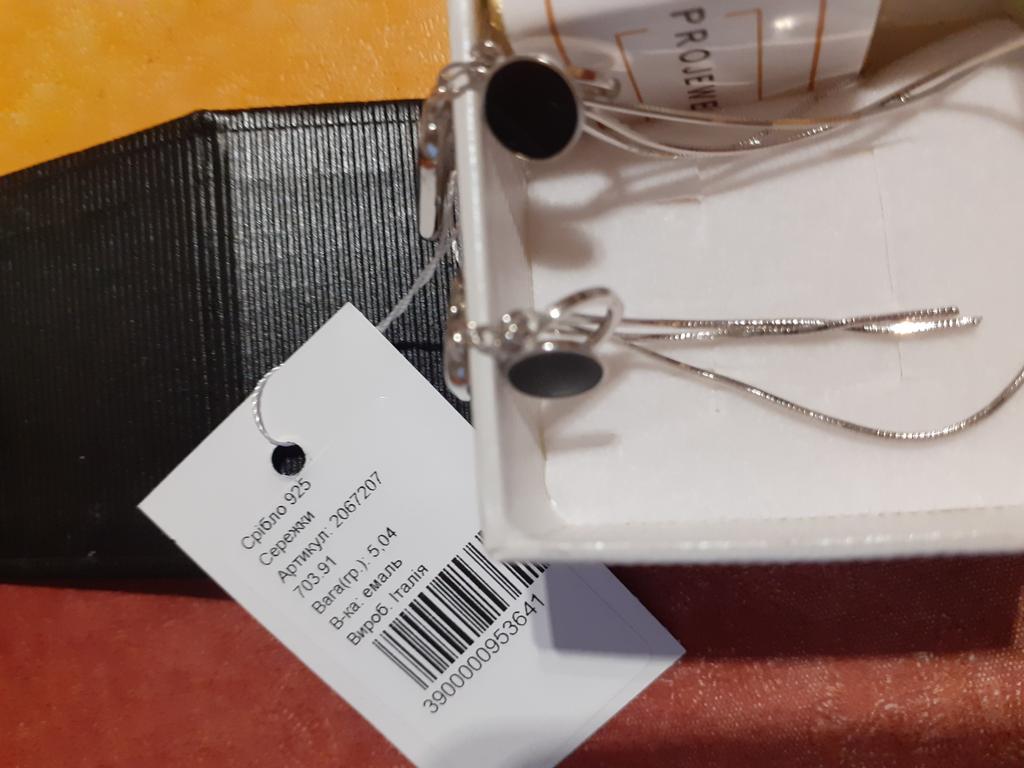 PROJEWE
Срібло 925
Сережки
Артикул: 2067207
703.91
Вага(гр.): 5,04
В-ка: емаль
Вироб. Італія
3900000953641